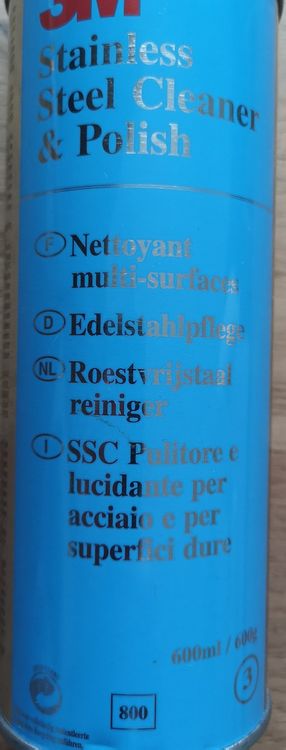 3M
Stainless
Steel Cleaner
& Polish
F Nettoyant
multi-surfaces
D Edelstahlpflege
NL Roestvrijstaal
reiniger
I SSC Pulitore e
lucidante per
acciaio e per
superfici dure
600ml / 600g
3
800